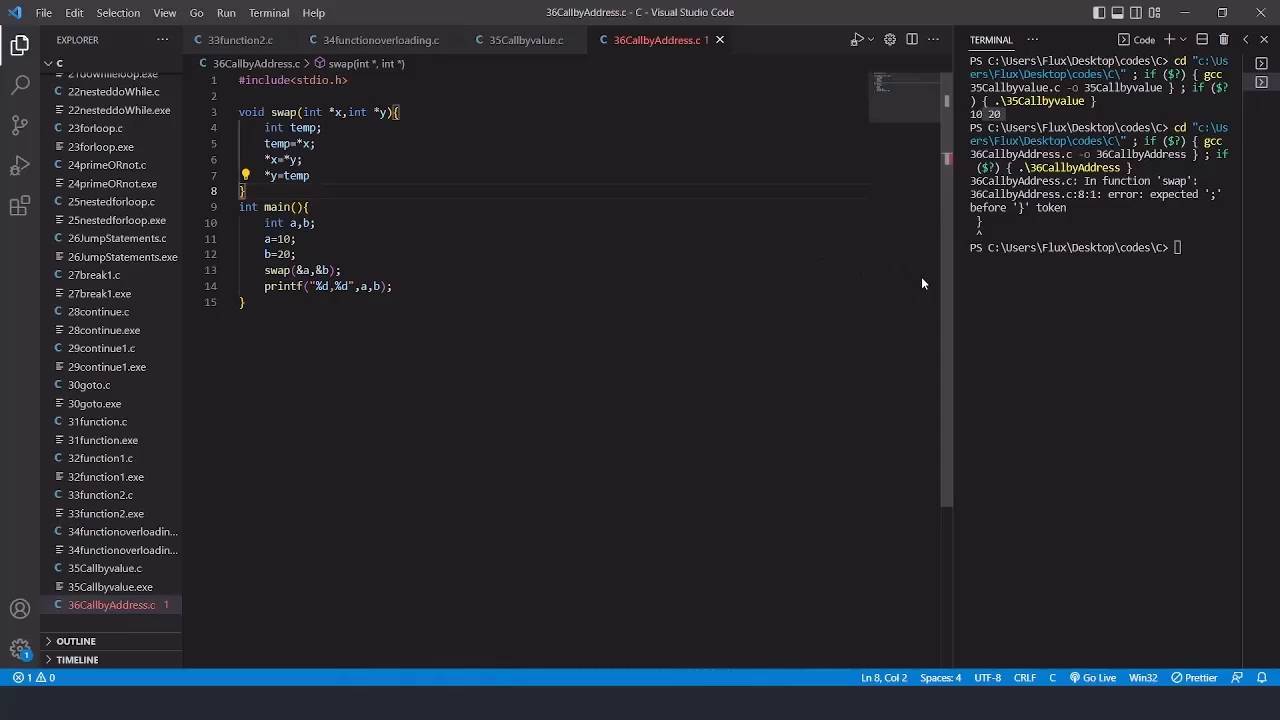 File Edit Selection View Go Run Terminal Help
36CallbyAddress.c - C - Visual Studio Code
EXPLORER
C
21dowhileloop.exe
22nesteddoWhile.c
22nesteddoWhile.exe
23forloop.c
23forloop.exe
24primeORnot.c
24primeORnot.exe
25nestedforloop.c
25nestedforloop.exe
26JumpStatements.c
26JumpStatements.exe
27break1.c
27break1.exe
28continue.c
28continue.exe
29continue1.c
29continue1.exe
30goto.c
30goto.exe
31function.c
31function.exe
32function1.c
32function1.exe
33function2.c
33function2.exe
34functionoverloadin...
34functionoverloadin...
35Callbyvalue.c
35Callbyvalue.exe
36CallbyAddress.c 1
OUTLINE
TIMELINE
C 33function2.c C 34functionoverloading.c C 35Callbyvalue.c C 36CallbyAddress.c 1
C 36CallbyAddress.c > swap(int *, int *)
1 #include<stdio.h>
2
3 void swap(int *x,int *y){
4 int temp;
5 temp=*x;
6 *x=*y;
7 *y=temp
8 }
9 int main(){
10 int a,b;
11 a=10;
12 b=20;
13 swap(&a,&b);
14 printf("%d,%d",a,b);
15 }
TERMINAL
Code
PS C:\Users\Flux\Desktop\codes\C> cd "c:\Us
ers\Flux\Desktop\codes\C\" ; if ($?) { gcc
35Callbyvalue.c -o 35Callbyvalue } ; if ($?
) { .\35Callbyvalue }
10 20
PS C:\Users\Flux\Desktop\codes\C> cd "c:\Us
ers\Flux\Desktop\codes\C\" ; if ($?) { gcc
36CallbyAddress.c -o 36CallbyAddress } ; if
($?) { .\36CallbyAddress }
36CallbyAddress.c: In function 'swap':
36CallbyAddress.c:8:1: error: expected ';'
before '}' token
}
^
PS C:\Users\Flux\Desktop\codes\C>
1 0
Ln 8, Col 2 Spaces: 4 UTF-8 CRLF C Go Live Win32 Prettier